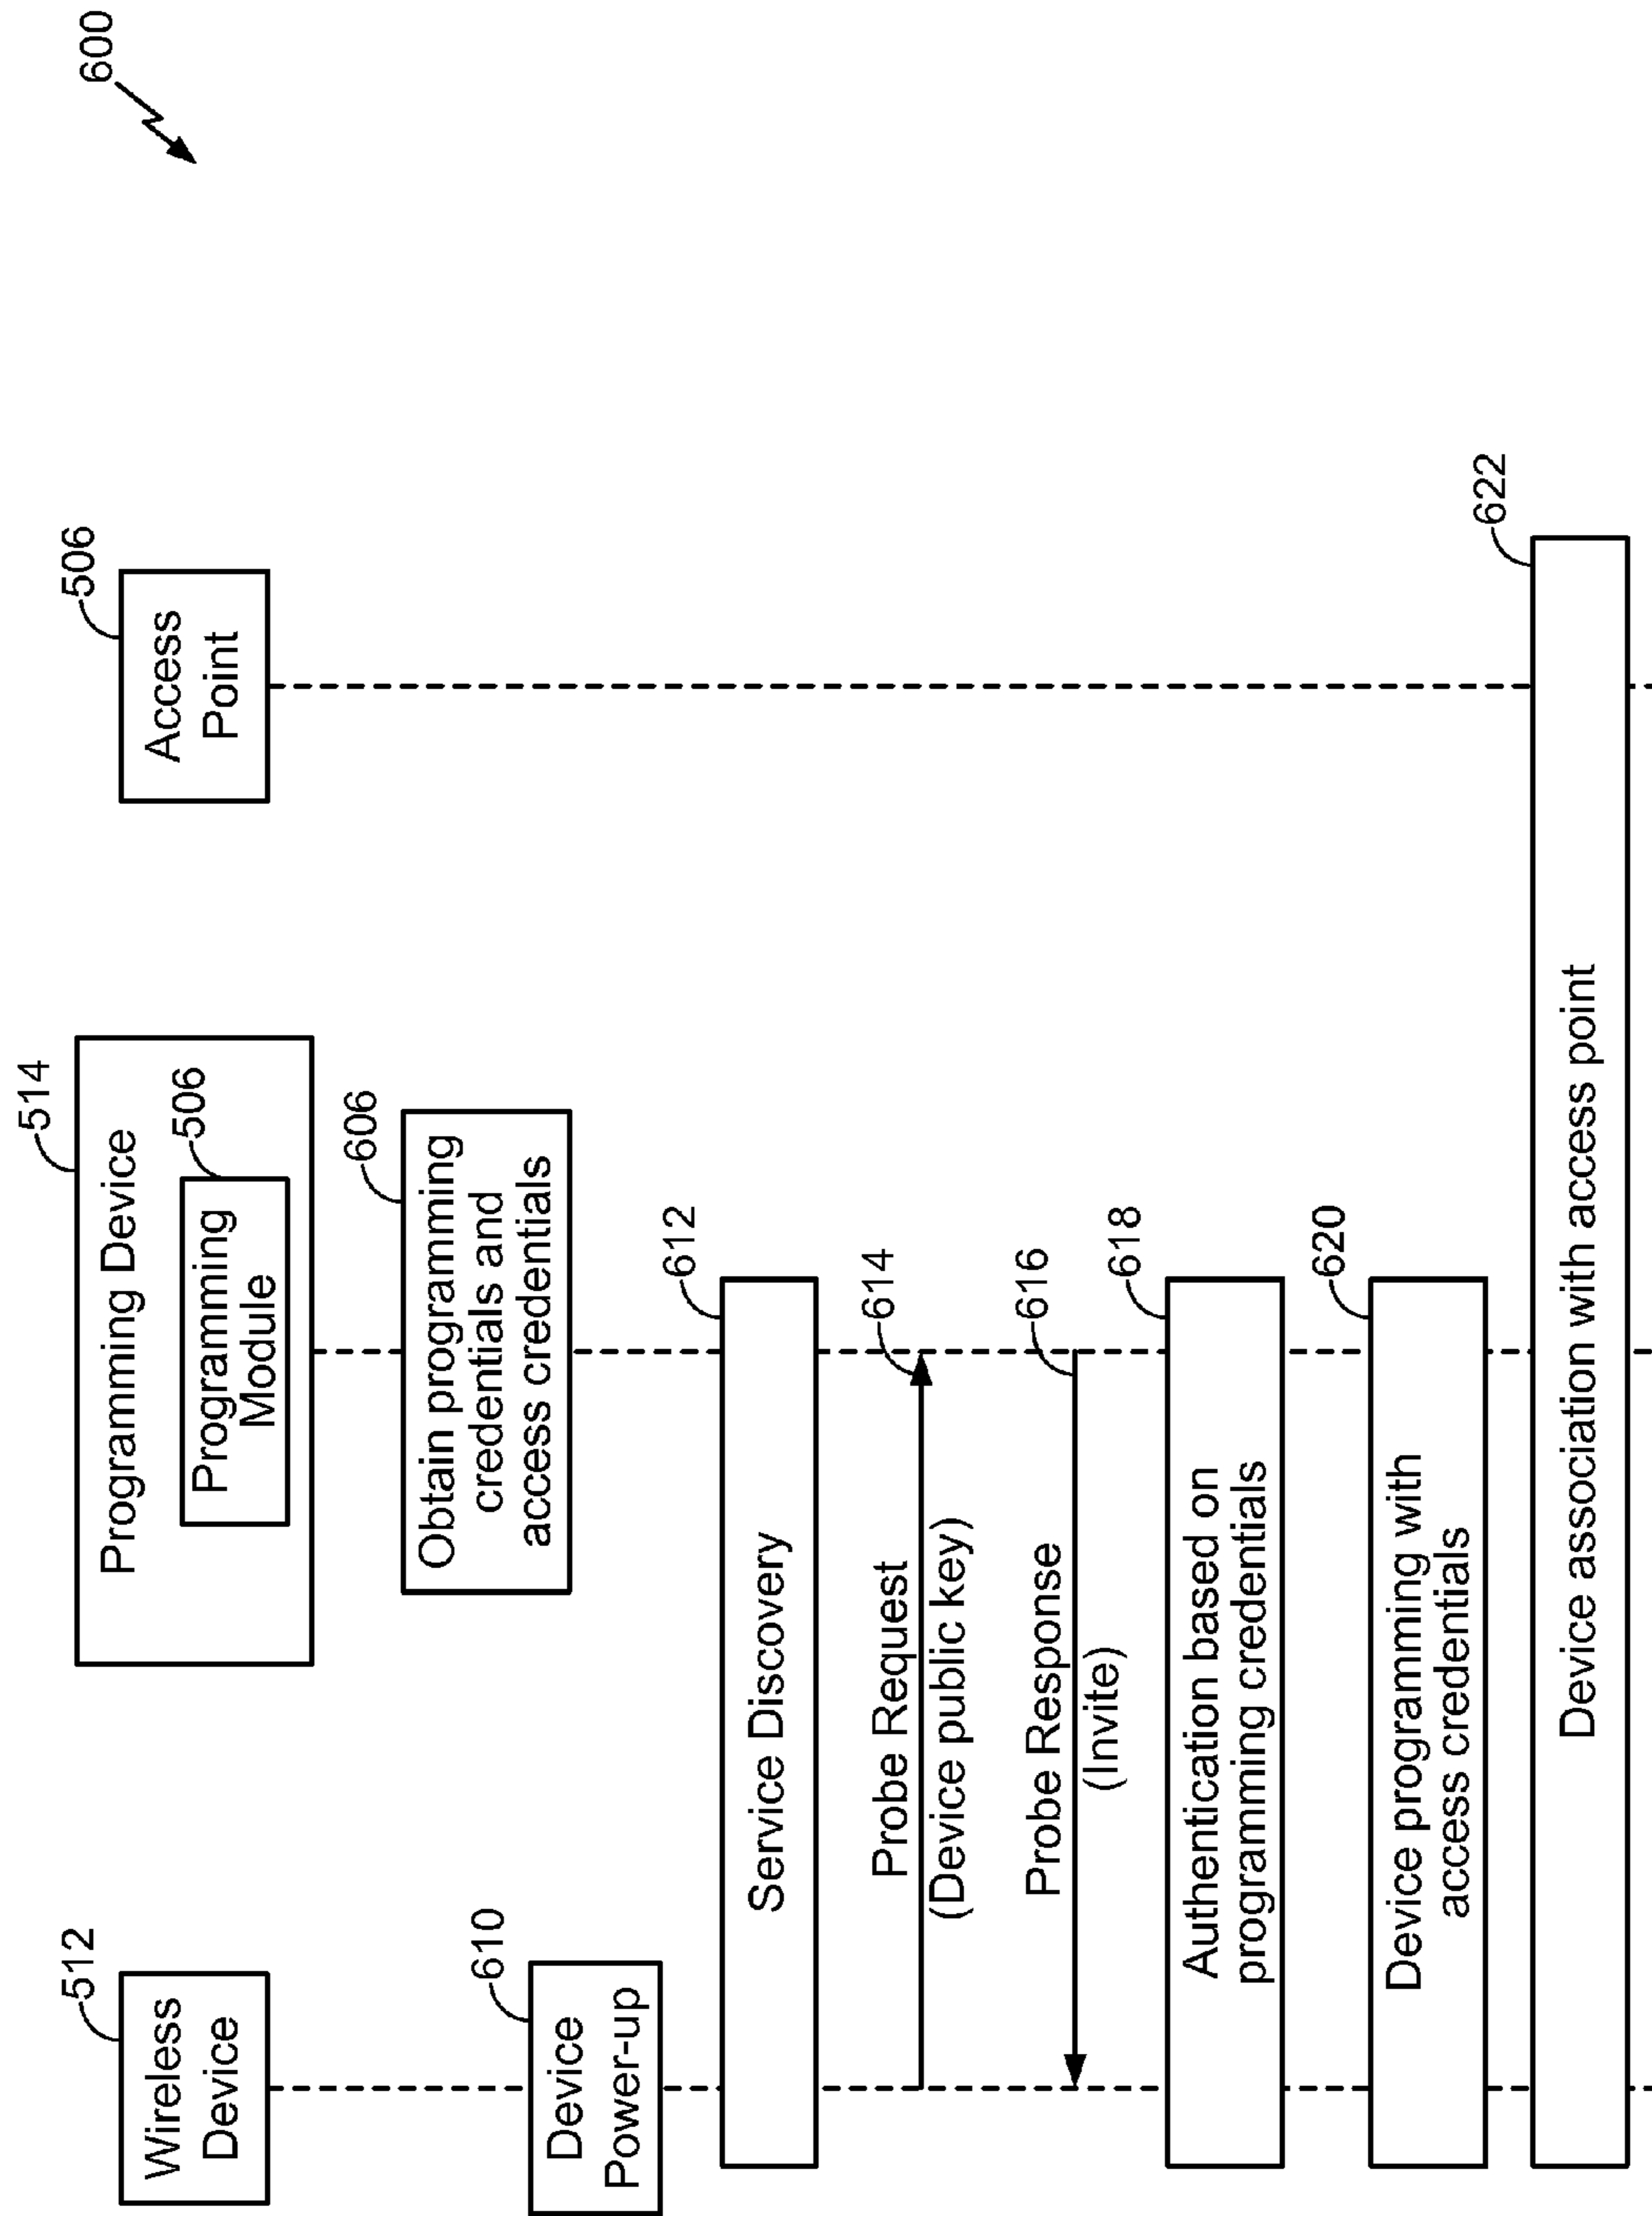 600
512
Wireless
Device
514
Programming Device
506
Programming
Module
506
Access
Point
606
Obtain programming
credentials and
access credentials
610
Device
Power-up
612
Service Discovery
614
Probe Request
(Device public key)
616
Probe Response
(Invite)
618
Authentication based on
programming credentials
620
Device programming with
access credentials
622
Device association with access point